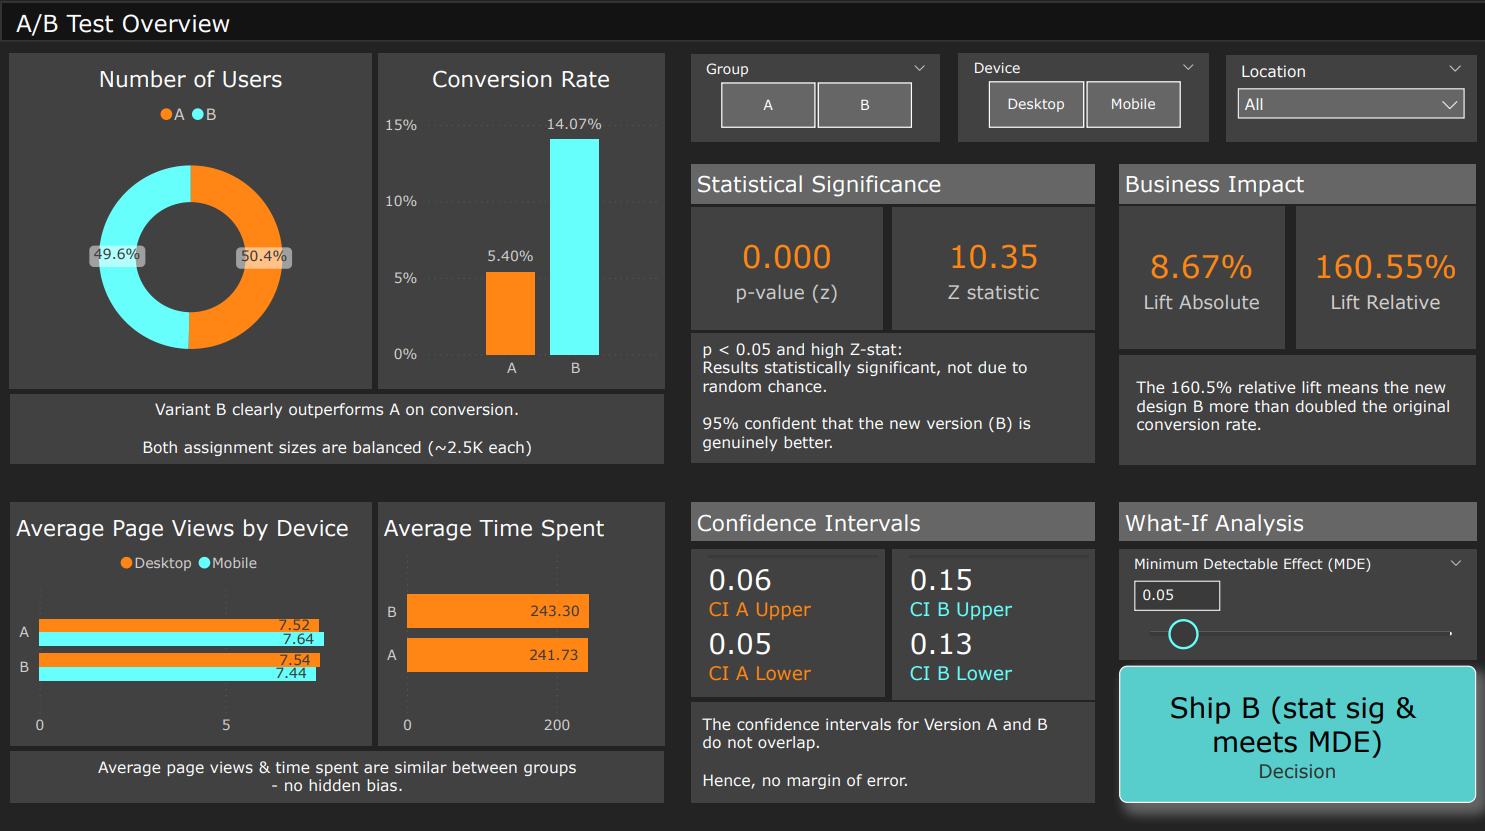 A/B Test Overview
Number of Users
A B
49.6%
50.4%
Conversion Rate
15%
14.07%
10%
5.40%
5%
0%
A
B
Variant B clearly outperforms A on conversion.
Both assignment sizes are balanced (~2.5K each)
Group
A
B
Device
Desktop
Mobile
Location
All
Statistical Significance
0.000
p-value (z)
10.35
Z statistic
p < 0.05 and high Z-stat:
Results statistically significant, not due to
random chance.
95% confident that the new version (B) is
genuinely better.
Business Impact
8.67%
Lift Absolute
160.55%
Lift Relative
The 160.5% relative lift means the new
design B more than doubled the original
conversion rate.
Average Page Views by Device
Desktop Mobile
A
7.52
7.64
B
7.54
7.44
0
5
Average Time Spent
B
243.30
A
241.73
0
200
Average page views & time spent are similar between groups
- no hidden bias.
Confidence Intervals
0.06
CI A Upper
0.05
CI A Lower
0.15
CI B Upper
0.13
CI B Lower
The confidence intervals for Version A and B
do not overlap.
Hence, no margin of error.
What-If Analysis
Minimum Detectable Effect (MDE)
0.05
Ship B (stat sig &
meets MDE)
Decision